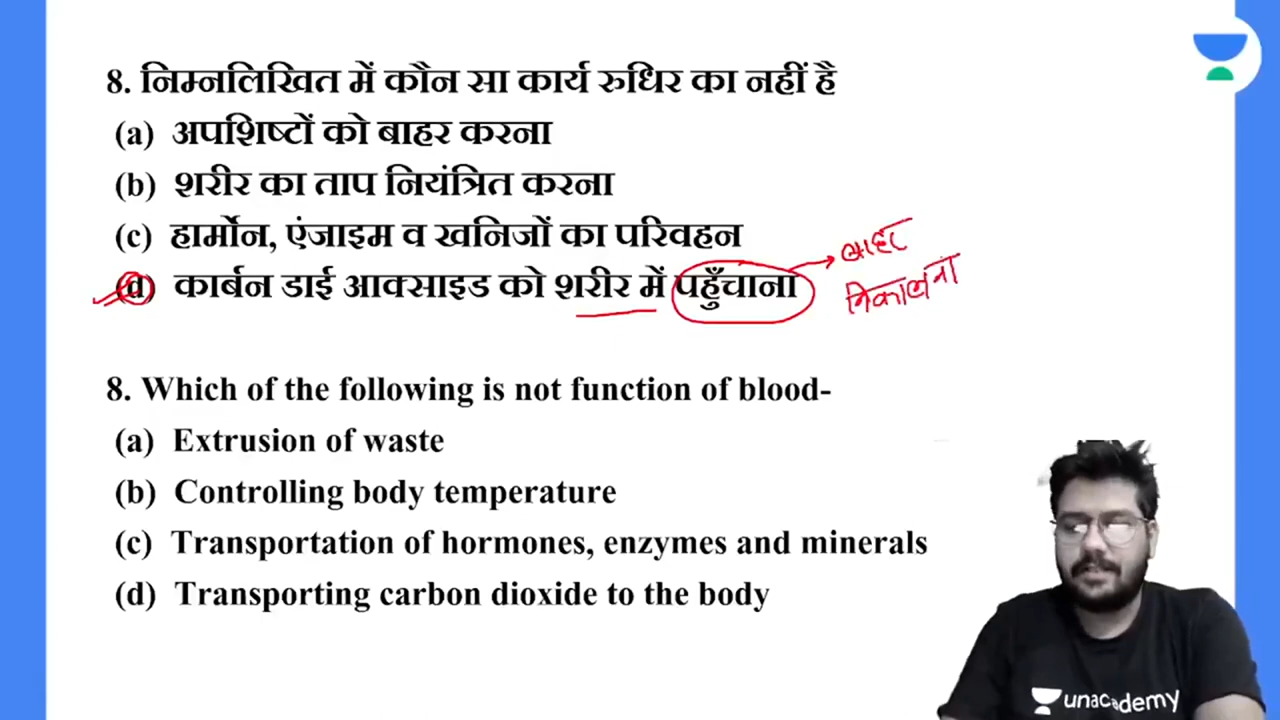 8. निम्नलिखित में कौन सा कार्य रुधिर का नहीं है
(a) अपशिष्टों को बाहर करना
(b) शरीर का ताप नियंत्रित करना
(c) हार्मोन, एंजाइम व खनिजों का परिवहन
(d) कार्बन डाई आक्साइड को शरीर में पहुँचाना
बाहर
निकालना
8. Which of the following is not function of blood-
(a) Extrusion of waste
(b) Controlling body temperature
(c) Transportation of hormones, enzymes and minerals
(d) Transporting carbon dioxide to the body
unacademy